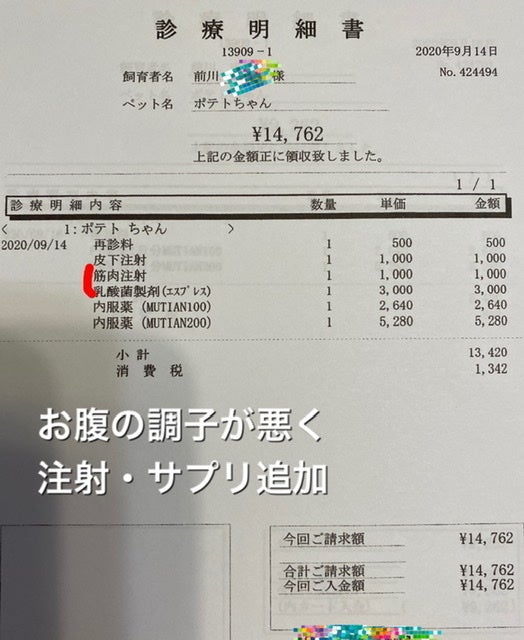 診療明細書
13909-1
2020年9月14日
飼育者名 前川 様
No. 424494
ペット名 ポテトちゃん
¥14,762
上記の金額正に領収致しました。
1 / 1
診療明細内容 数量 単価 金額
< 1:ポテト ちゃん >
2020/09/14 再診料 1 500 500
皮下注射 1 1,000 1,000
筋肉注射 1 1,000 1,000
乳酸菌製剤(ｴｽﾌﾟﾚｽ) 1 3,000 3,000
内服薬 (MUTIAN100) 1 2,640 2,640
内服薬 (MUTIAN200) 1 5,280 5,280
小計 13,420
消費税 1,342
お腹の調子が悪く
注射・サプリ追加
今回ご請求額 ¥14,762
合計ご請求額 ¥14,762
今回ご入金額 ¥14,762